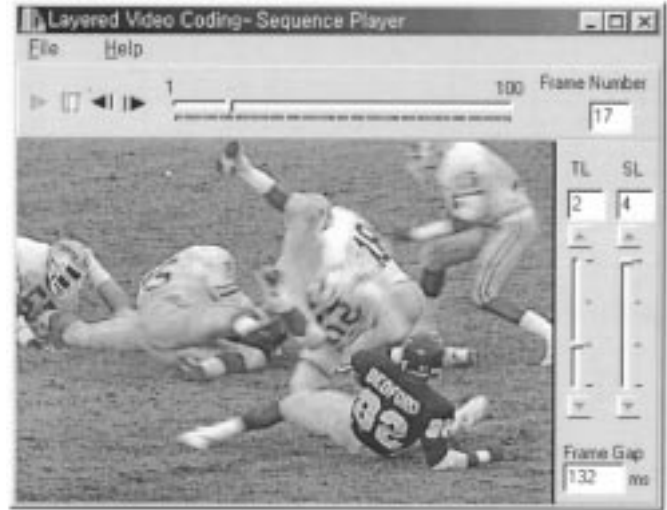 Layered Video Coding- Sequence Player
File Help
1 100 Frame Number
17
TL SL
2 4
BEDFORD
82
82
Frame Gap
132 ms